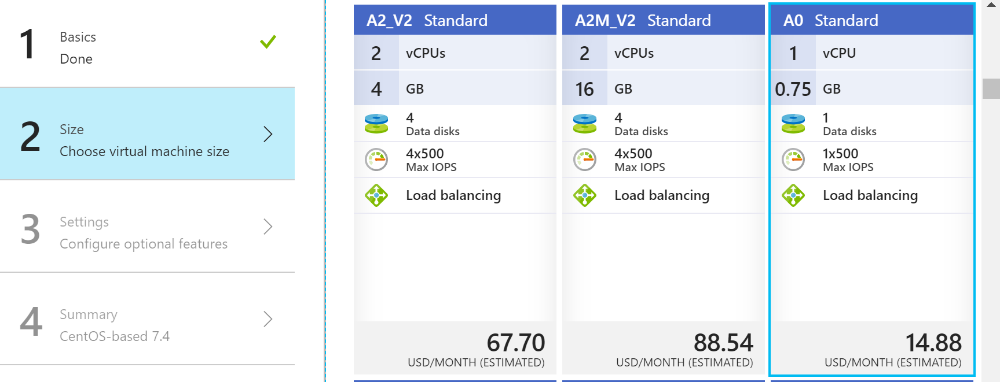 1
Basics
Done
2
Size
Choose virtual machine size
3
Settings
Configure optional features
4
Summary
CentOS-based 7.4
A2_V2 Standard
2 vCPUs
4 GB
4
Data disks
4x500
Max IOPS
Load balancing
67.70
USD/MONTH (ESTIMATED)
A2M_V2 Standard
2 vCPUs
16 GB
4
Data disks
4x500
Max IOPS
Load balancing
88.54
USD/MONTH (ESTIMATED)
A0 Standard
1 vCPU
0.75 GB
1
Data disks
1x500
Max IOPS
Load balancing
14.88
USD/MONTH (ESTIMATED)